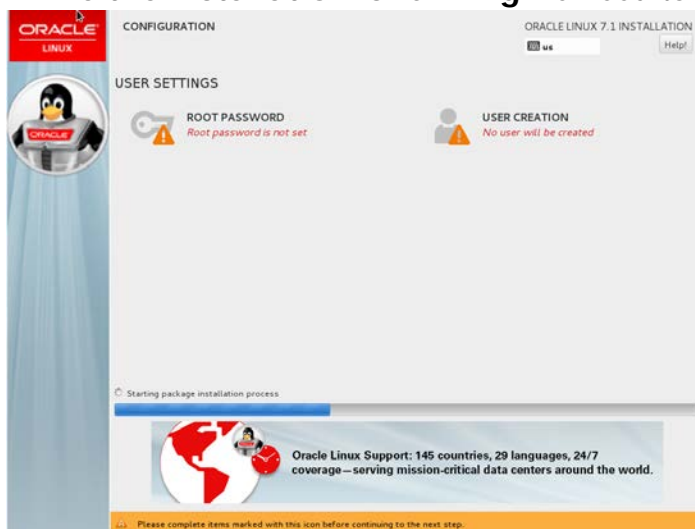 ORACLE
LINUX
CONFIGURATION
ORACLE LINUX 7.1 INSTALLATION
us
Help!
ORACLE
USER SETTINGS
ROOT PASSWORD
Root password is not set
USER CREATION
No user will be created
Starting package installation process
Oracle Linux Support: 145 countries, 29 languages, 24/7
coverage—serving mission-critical data centers around the world.
Please complete items marked with this icon before continuing to the next step.